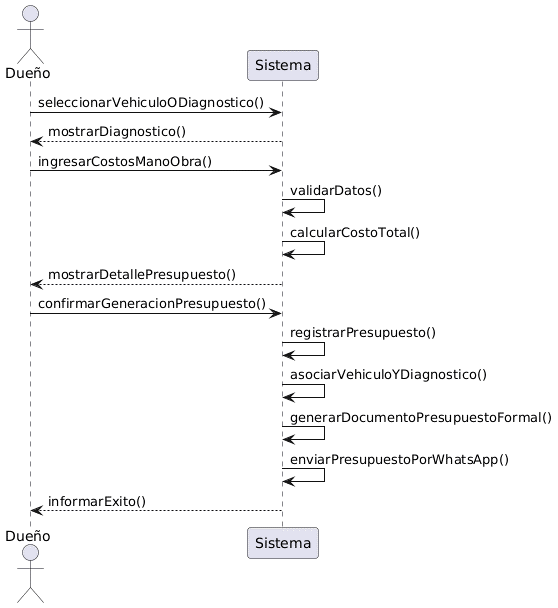 Dueño
Sistema
seleccionarVehiculoODiagnostico()
mostrarDiagnostico()
ingresarCostosManoObra()
validarDatos()
calcularCostoTotal()
mostrarDetallePresupuesto()
confirmarGeneracionPresupuesto()
registrarPresupuesto()
asociarVehiculoYDiagnostico()
generarDocumentoPresupuestoFormal()
enviarPresupuestoPorWhatsApp()
informarExito()
Dueño
Sistema